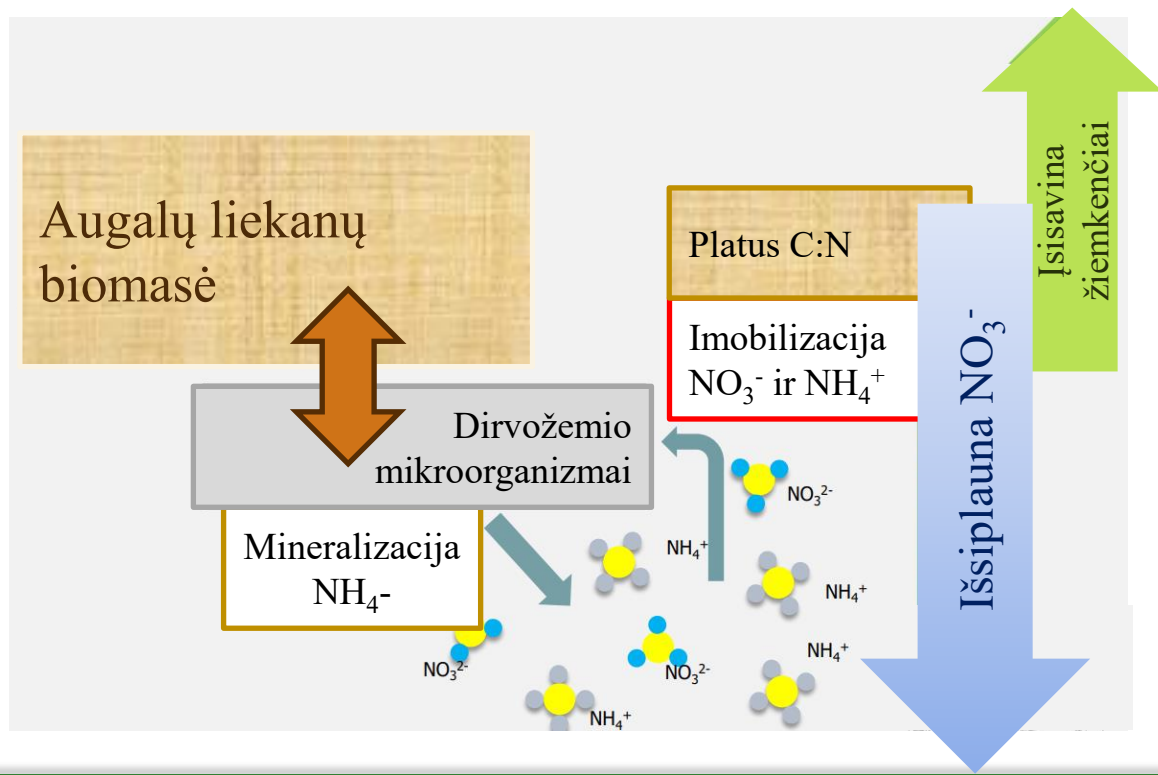 Augalų liekanų
biomasė
Dirvožemio
mikroorganizmai
Mineralizacija
NH₄-
Platus C:N
Imobilizacija
NO₃⁻ ir NH₄⁺
Išsiplauna NO₃⁻
Įsisavina
žiemkenčiai
NO₃²⁻
NH₄⁺
NH₄⁺
NH₄⁺
NO₃²⁻
NO₃²⁻
NH₄⁺